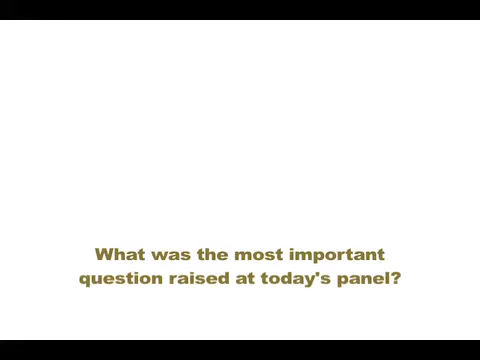 What was the most important
question raised at today's panel?